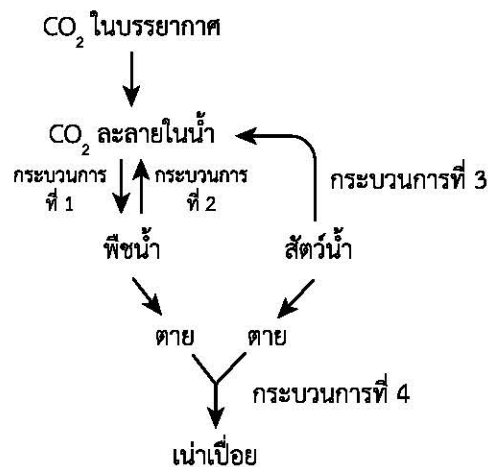 CO₂ ในบรรยากาศ
CO₂ ละลายในน้ำ
กระบวนการ
ที่ 1
กระบวนการ
ที่ 2
กระบวนการที่ 3
พืชน้ำ
สัตว์น้ำ
ตาย
ตาย
กระบวนการที่ 4
เน่าเปื่อย